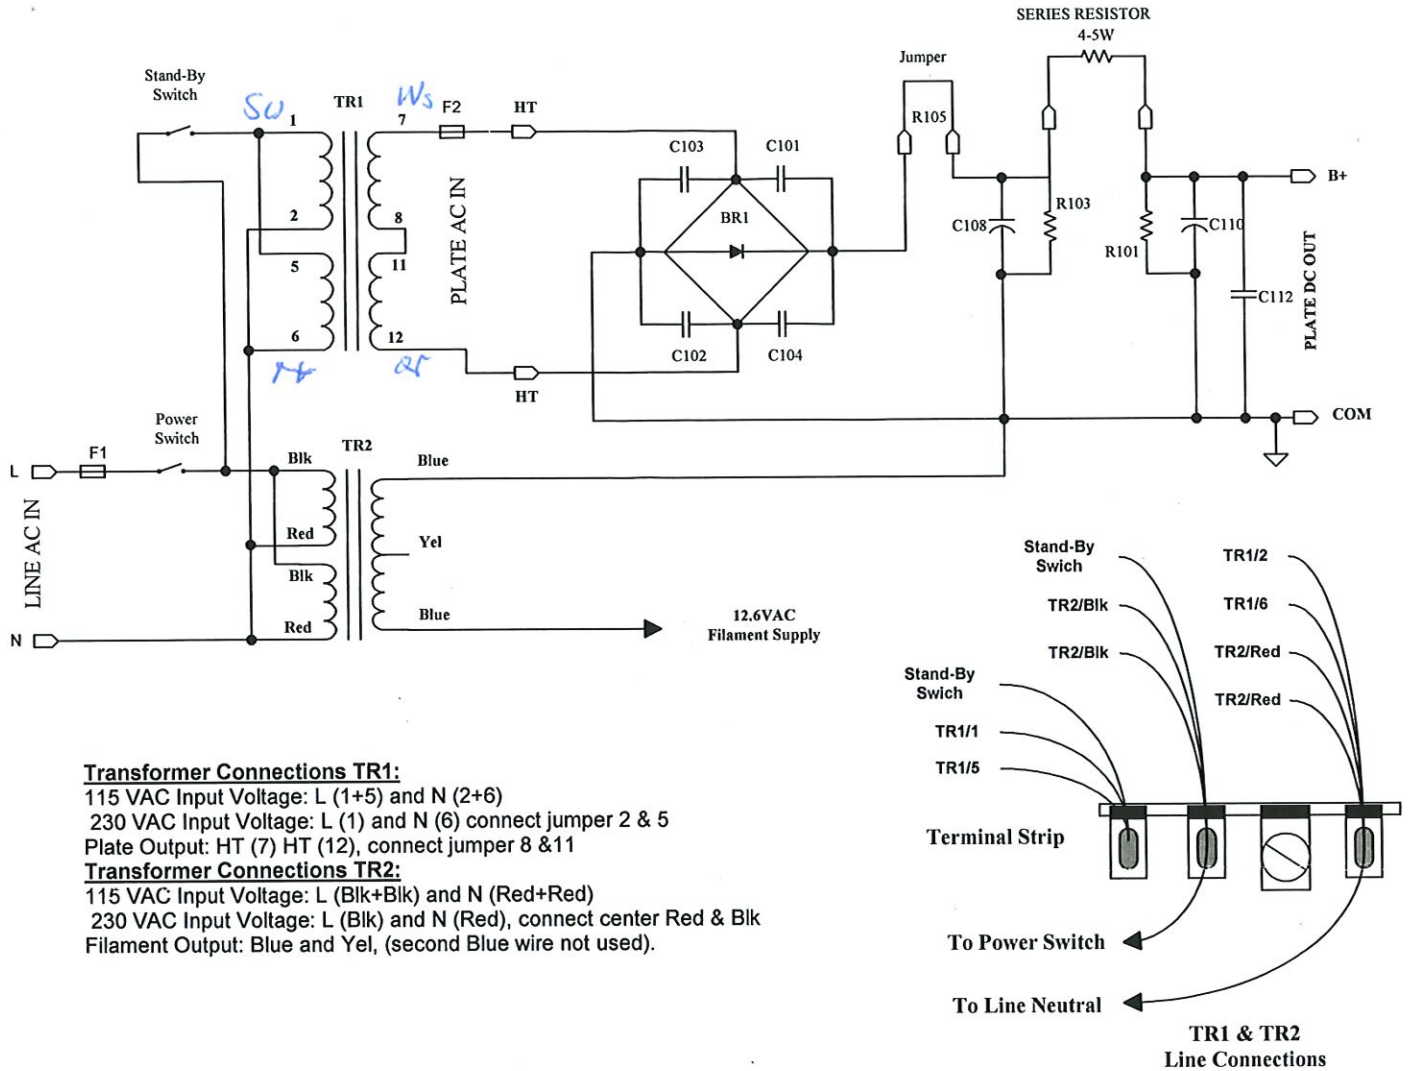 SERIES RESISTOR
4-5W
Jumper
Stand-By
Switch
SW
TR1
Ws
F2
HT
1
7
R105
C103
C101
B+
2
8
PLATE AC IN
BR1
C108
R103
R101
C110
5
11
C112
PLATE DC OUT
6
12
C102
C104
HT
COM
Power
Switch
L
F1
TR2
Blk
Blue
LINE AC IN
Red
Yel
Blk
Red
Blue
N
12.6VAC
Filament Supply
Stand-By
Swich
TR1/2
TR2/Blk
TR1/6
TR2/Blk
TR2/Red
Stand-By
Swich
TR2/Red
TR1/1
TR1/5
Terminal Strip
To Power Switch
To Line Neutral
TR1 & TR2
Line Connections
Transformer Connections TR1:
115 VAC Input Voltage: L (1+5) and N (2+6)
230 VAC Input Voltage: L (1) and N (6) connect jumper 2 & 5
Plate Output: HT (7) HT (12), connect jumper 8 &11
Transformer Connections TR2:
115 VAC Input Voltage: L (Blk+Blk) and N (Red+Red)
230 VAC Input Voltage: L (Blk) and N (Red), connect center Red & Blk
Filament Output: Blue and Yel, (second Blue wire not used).